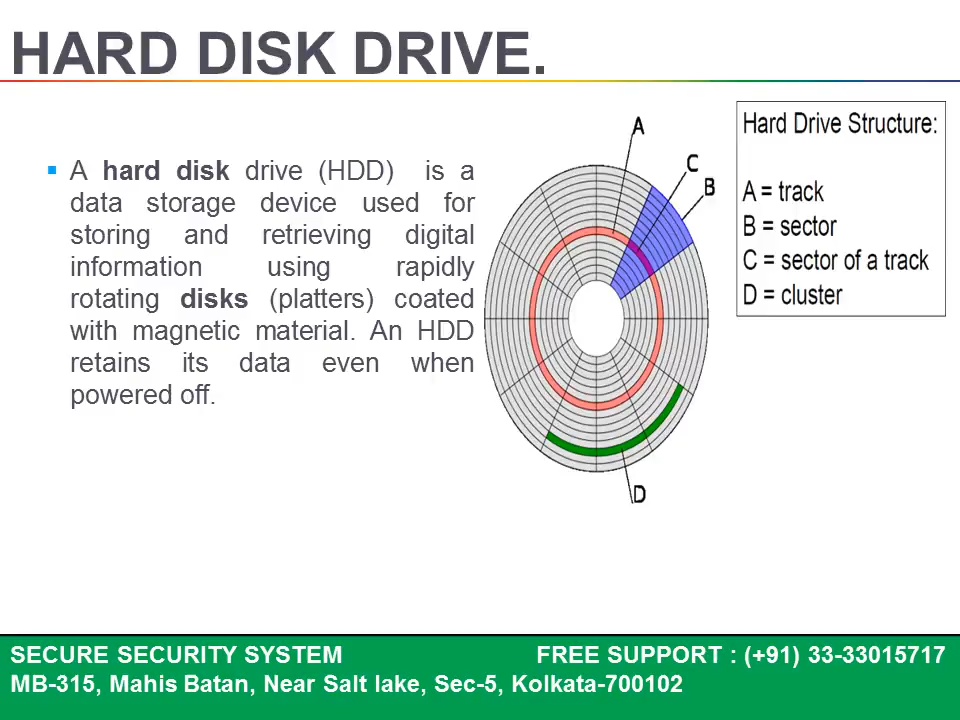 HARD DISK DRIVE.
▪ A hard disk drive (HDD) is a
data storage device used for
storing and retrieving digital
information using rapidly
rotating disks (platters) coated
with magnetic material. An HDD
retains its data even when
powered off.
A
C
B
D
Hard Drive Structure:
A = track
B = sector
C = sector of a track
D = cluster
SECURE SECURITY SYSTEM FREE SUPPORT : (+91) 33-33015717
MB-315, Mahis Batan, Near Salt lake, Sec-5, Kolkata-700102